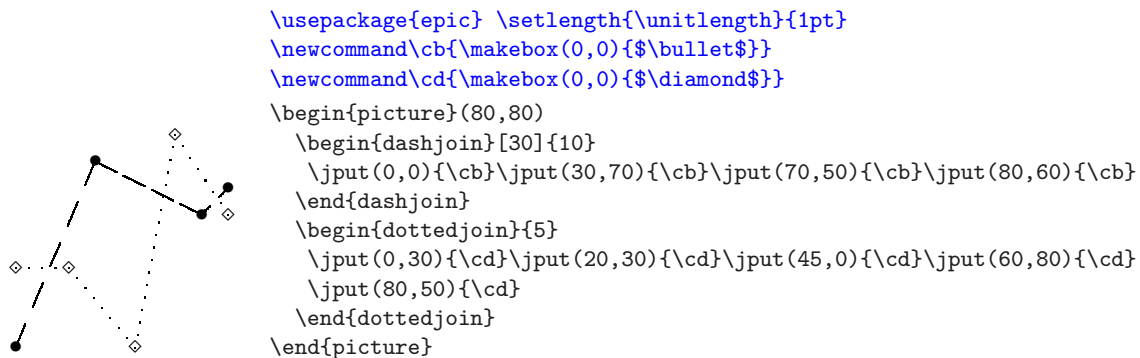 \usepackage{epic} \setlength{\unitlength}{1pt}
\newcommand\cb{\makebox(0,0){$\bullet$}}
\newcommand\cd{\makebox(0,0){$\diamond$}}
\begin{picture}(80,80)
  \begin{dashjoin}[30]{10}
   \jput(0,0){\cb}\jput(30,70){\cb}\jput(70,50){\cb}\jput(80,60){\cb}
  \end{dashjoin}
  \begin{dottedjoin}{5}
   \jput(0,30){\cd}\jput(20,30){\cd}\jput(45,0){\cd}\jput(60,80){\cd}
   \jput(80,50){\cd}
  \end{dottedjoin}
\end{picture}